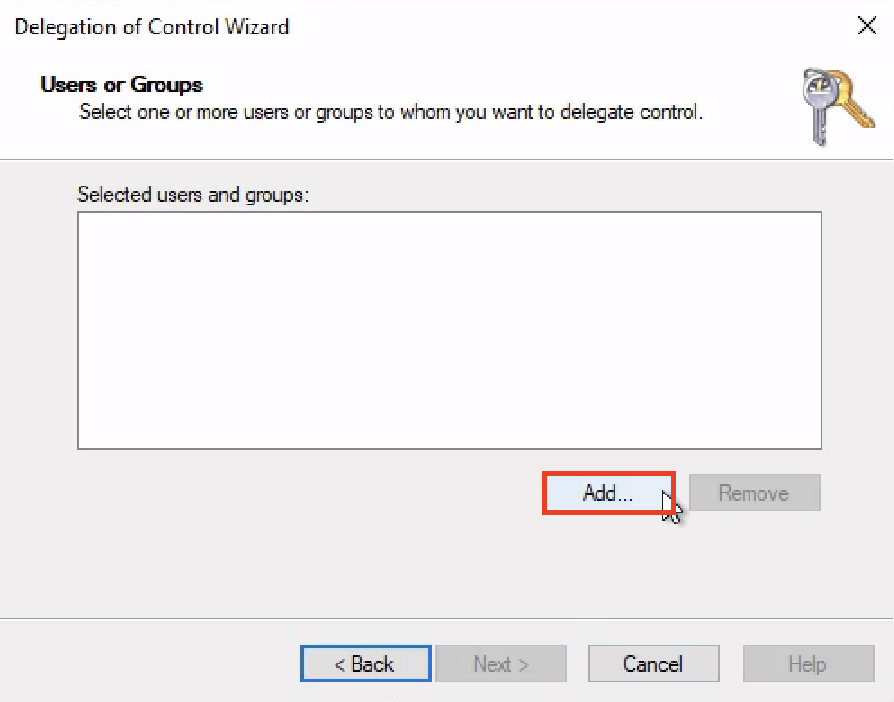 Delegation of Control Wizard
Users or Groups
Select one or more users or groups to whom you want to delegate control.
Selected users and groups:
Add...
Remove
< Back
Next >
Cancel
Help